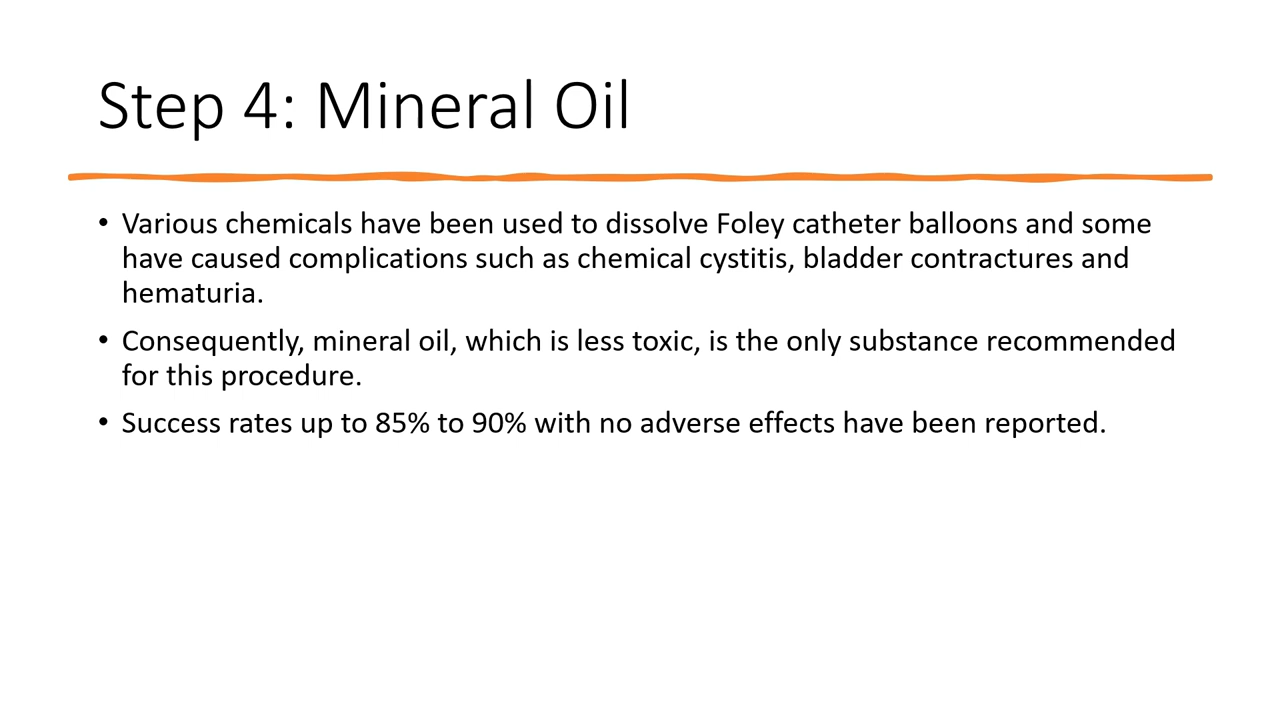 Step 4: Mineral Oil
• Various chemicals have been used to dissolve Foley catheter balloons and some
have caused complications such as chemical cystitis, bladder contractures and
hematuria.
• Consequently, mineral oil, which is less toxic, is the only substance recommended
for this procedure.
• Success rates up to 85% to 90% with no adverse effects have been reported.